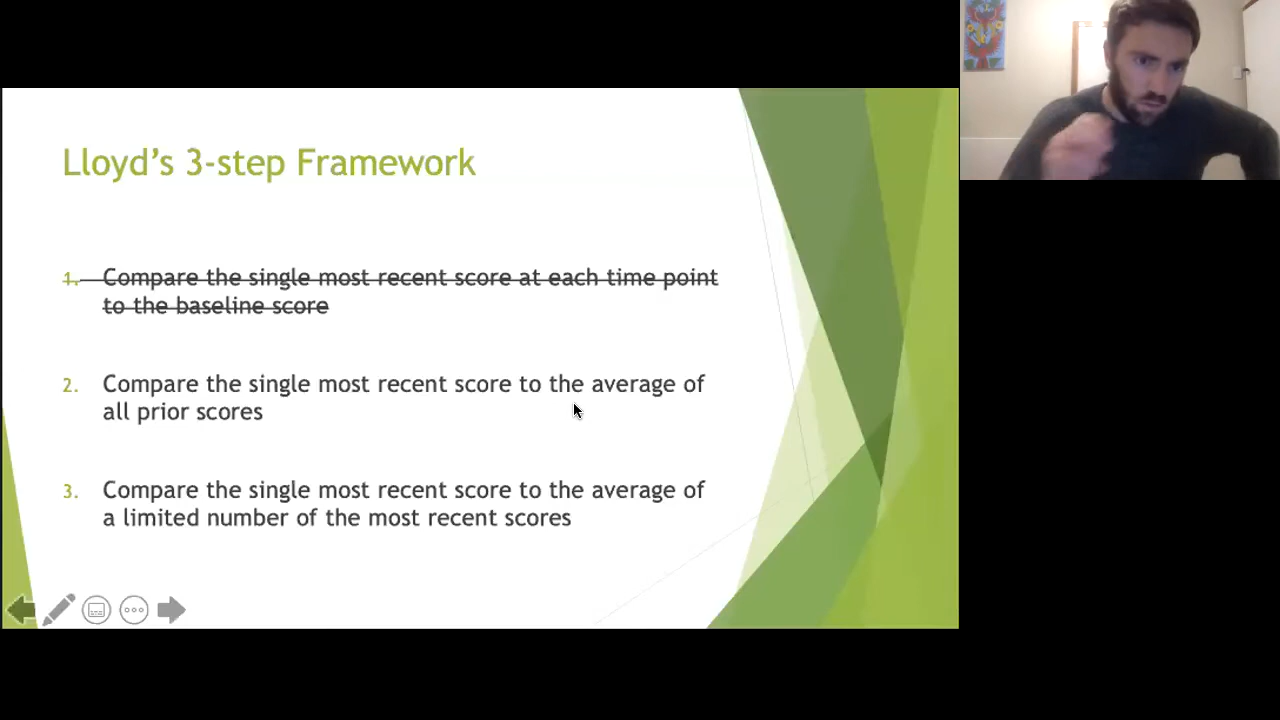 Lloyd's 3-step Framework
1. Compare the single most recent score at each time point
to the baseline score
2. Compare the single most recent score to the average of
all prior scores
3. Compare the single most recent score to the average of
a limited number of the most recent scores